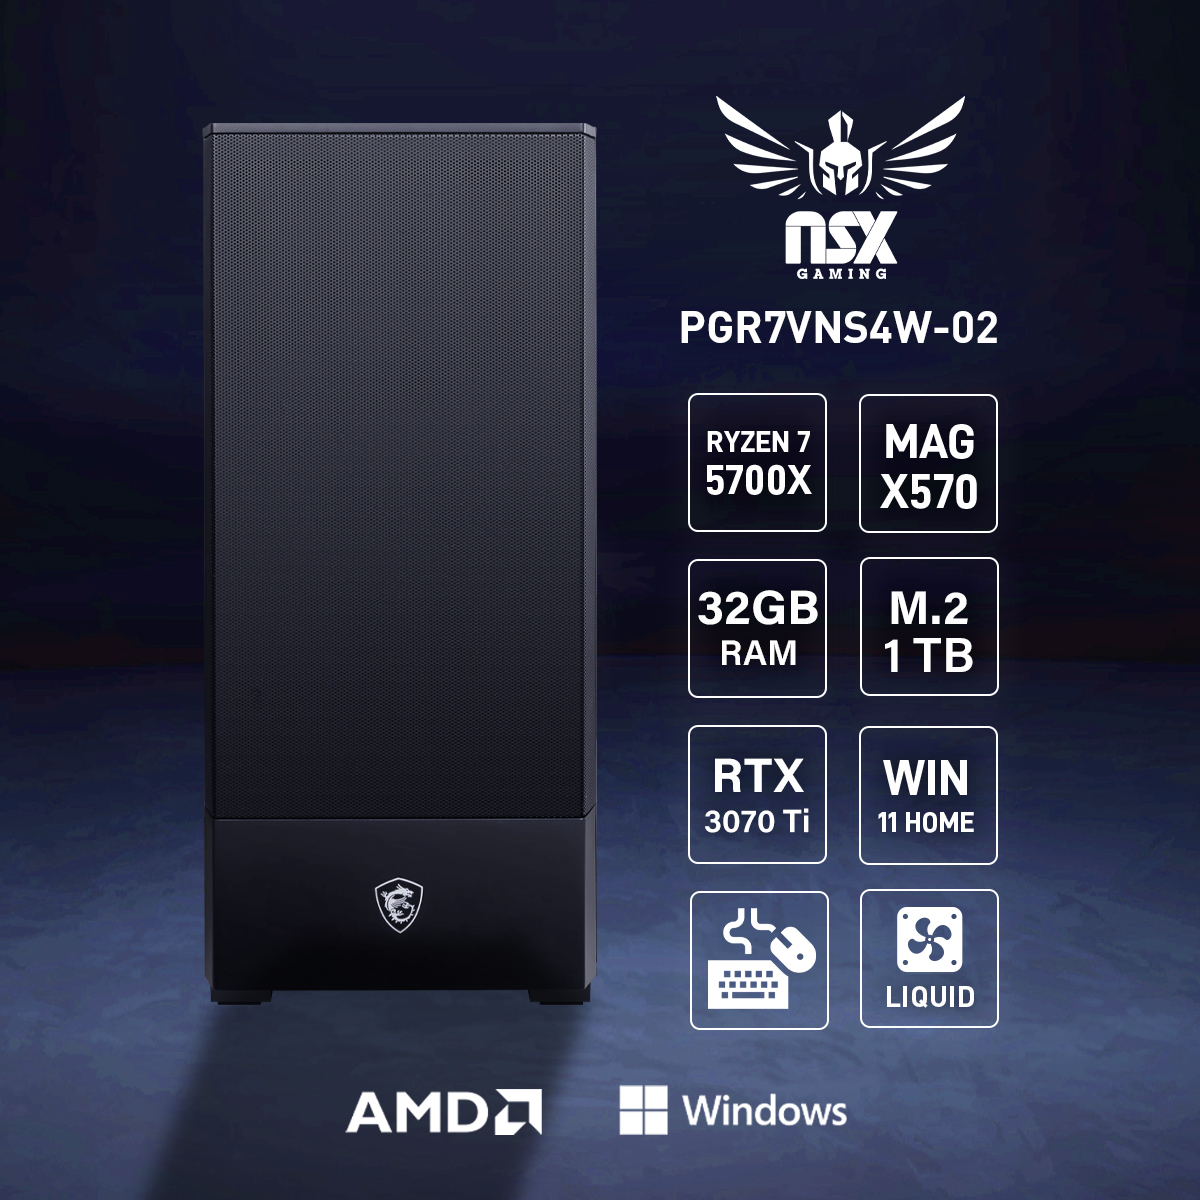 NSX
GAMING
PGR7VNS4W-02
RYZEN 7
5700X
MAG
X570
32GB
RAM
M.2
1 TB
RTX
3070 Ti
WIN
11 HOME
LIQUID
AMD
Windows